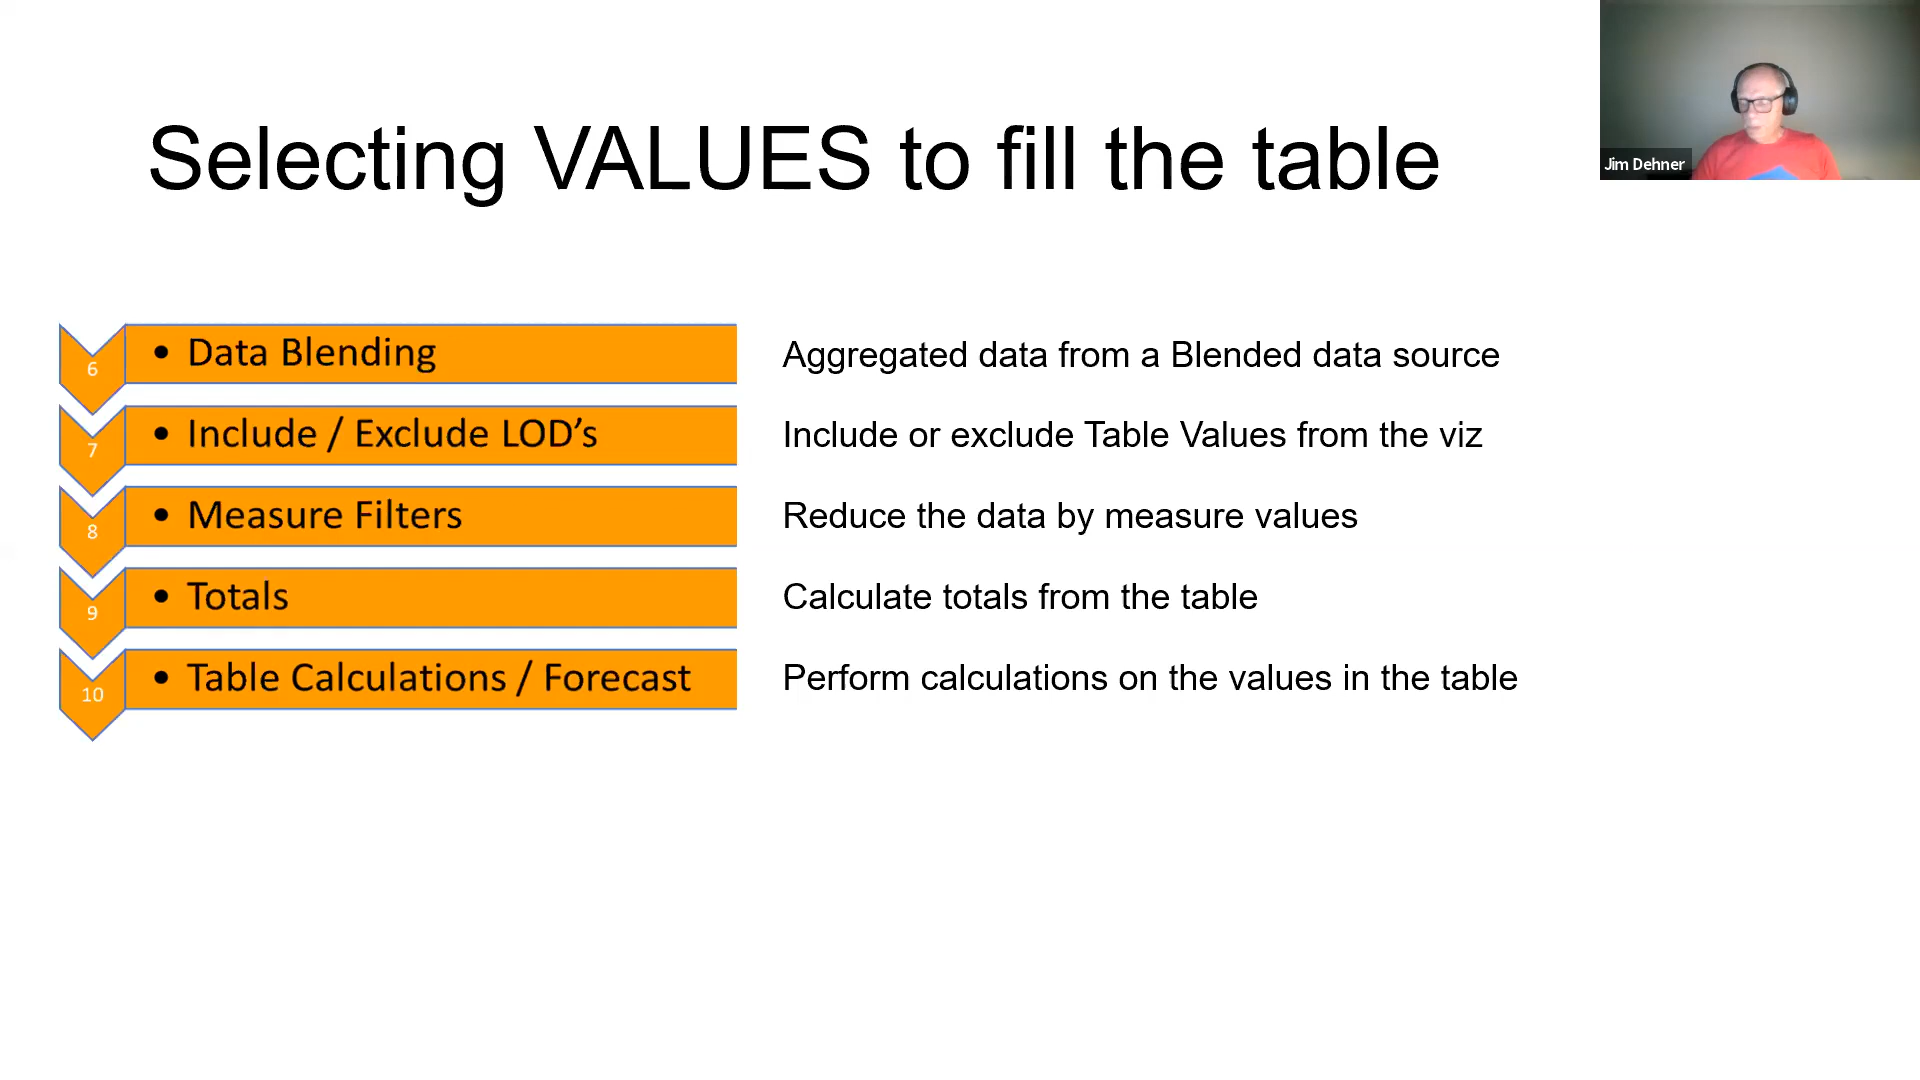 Selecting VALUES to fill the table
Jim Dehner
6 • Data Blending Aggregated data from a Blended data source
7 • Include / Exclude LOD’s Include or exclude Table Values from the viz
8 • Measure Filters Reduce the data by measure values
9 • Totals Calculate totals from the table
10 • Table Calculations / Forecast Perform calculations on the values in the table